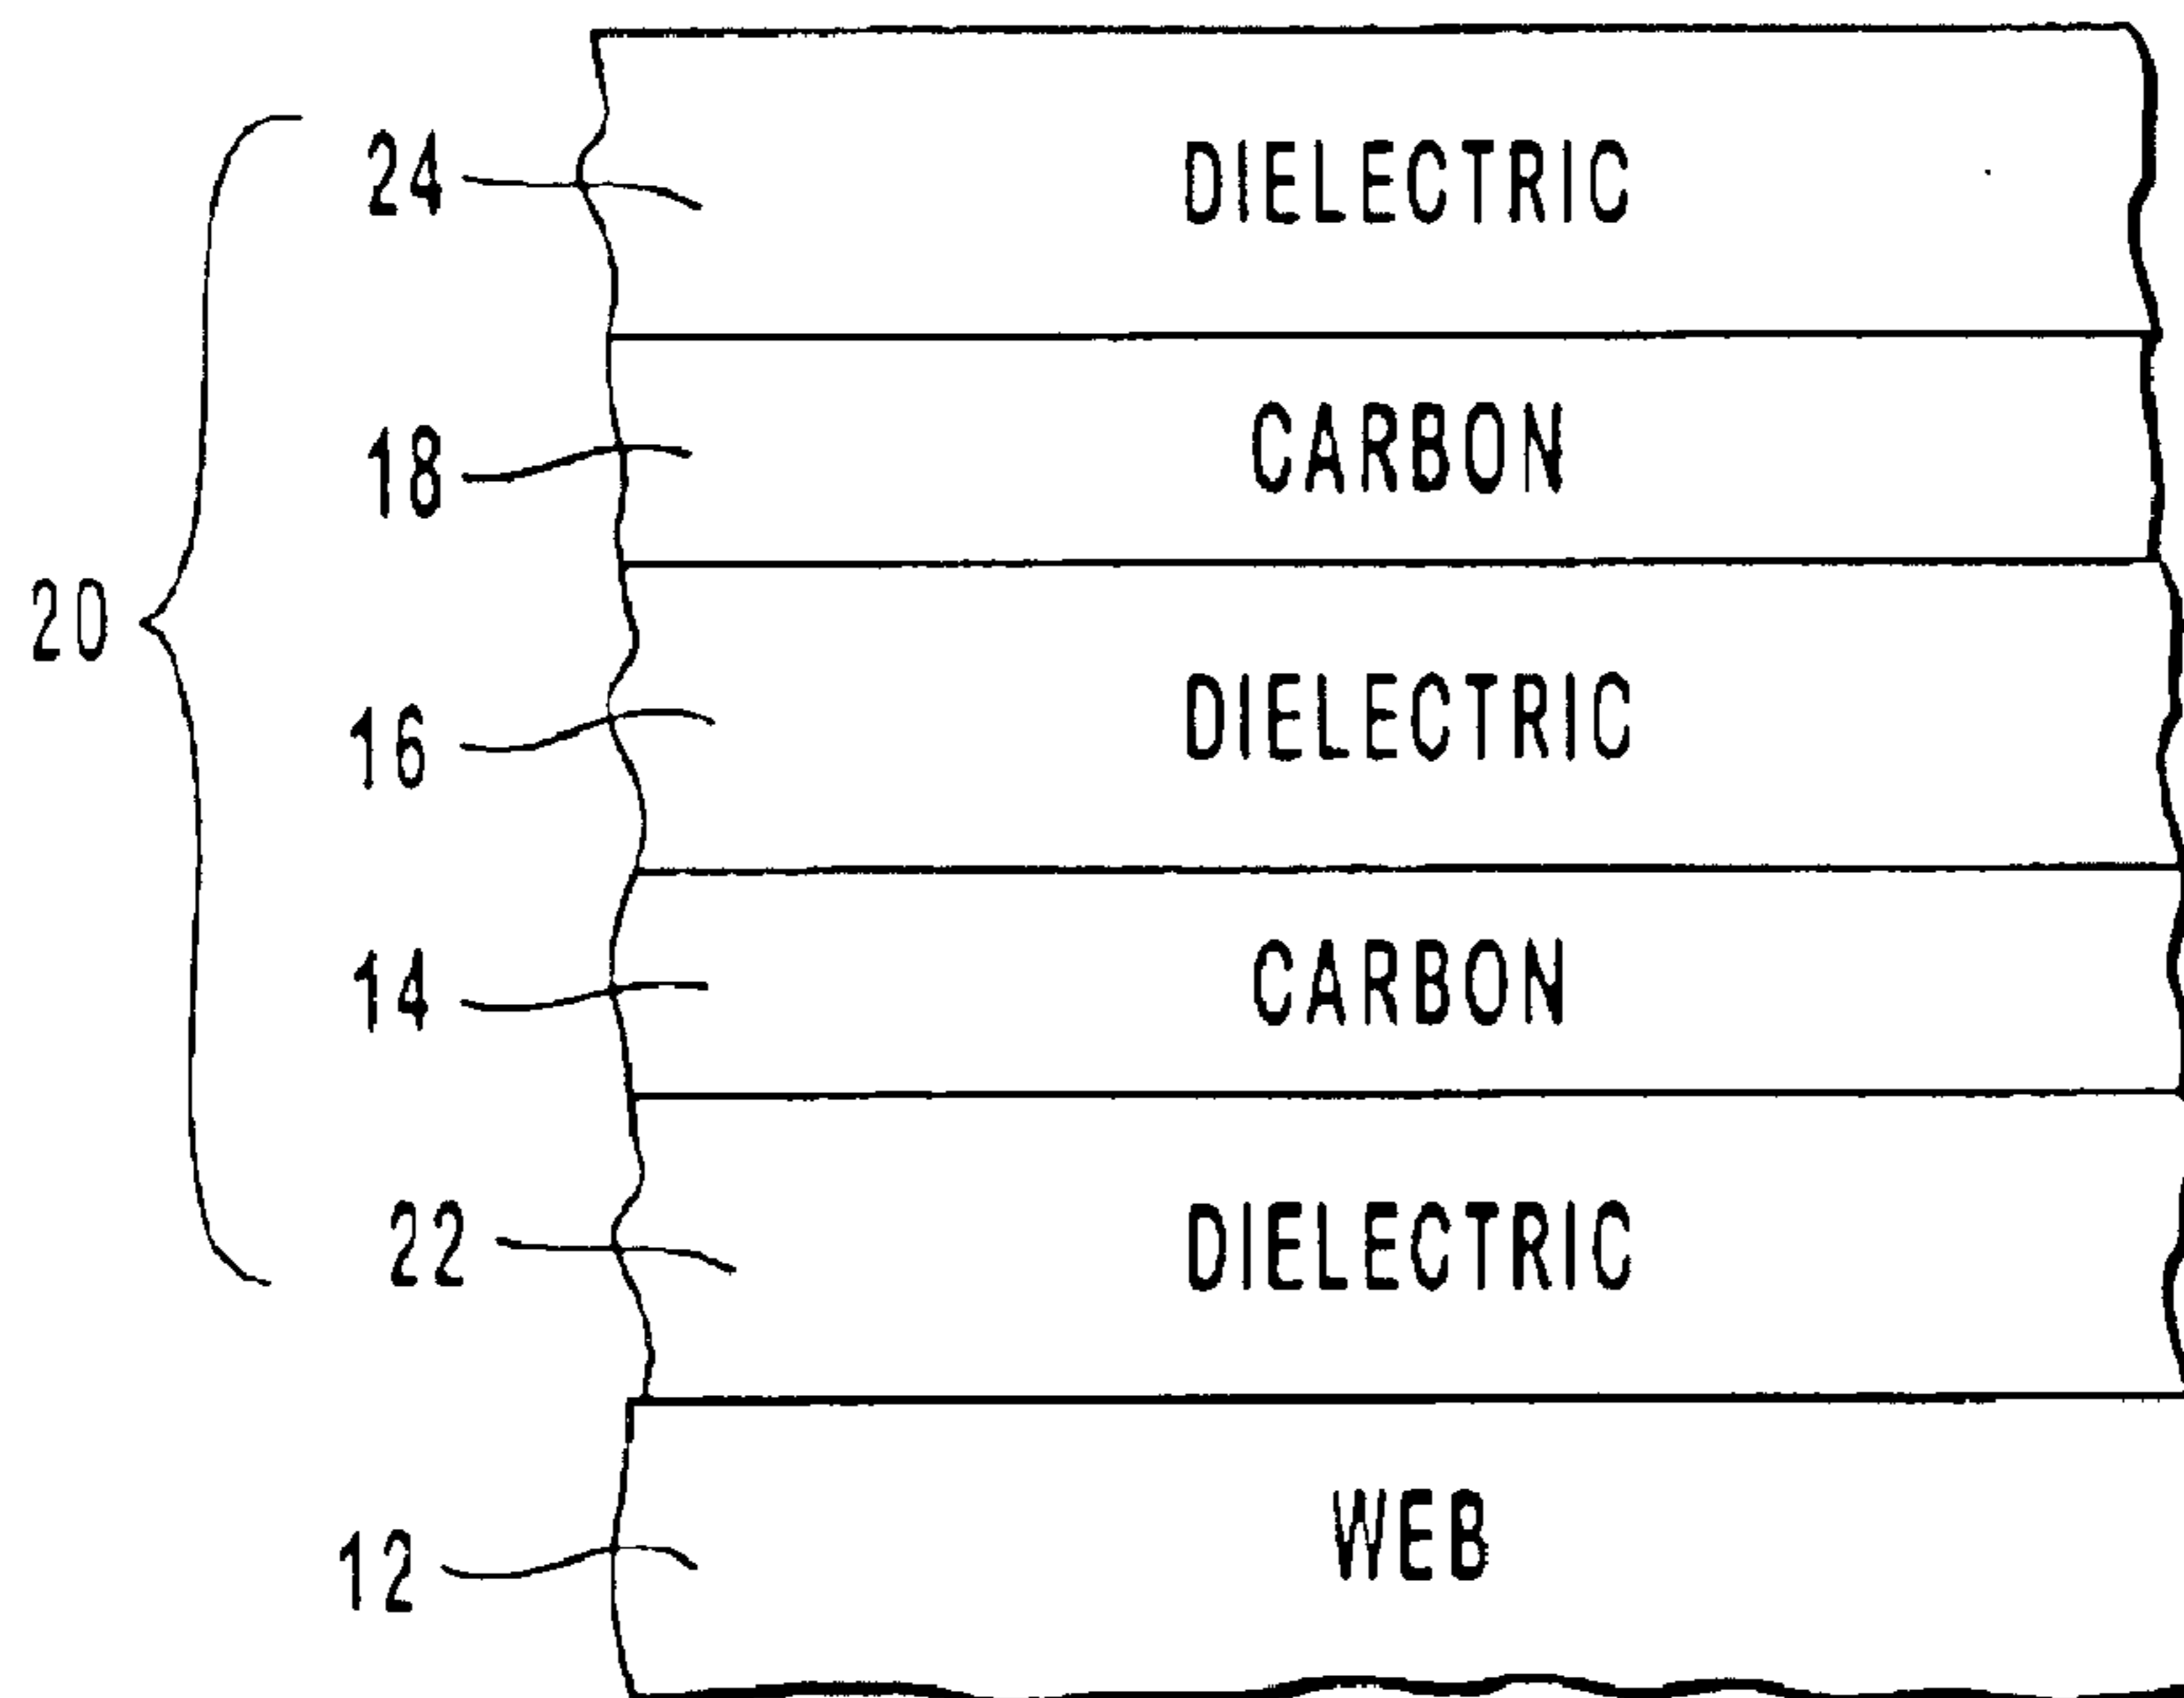 24 DIELECTRIC
18 CARBON
20
16 DIELECTRIC
14 CARBON
22 DIELECTRIC
12 WEB